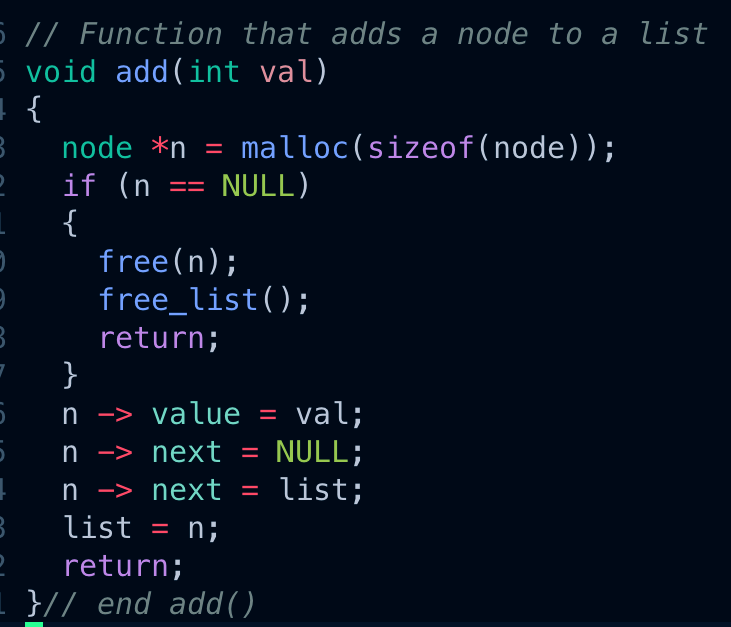 6 // Function that adds a node to a list
5 void add(int val)
4 {
3   node *n = malloc(sizeof(node));
2   if (n == NULL)
1   {
0     free(n);
9     free_list();
8     return;
7   }
6   n -> value = val;
5   n -> next = NULL;
4   n -> next = list;
3   list = n;
2   return;
1 }// end add()